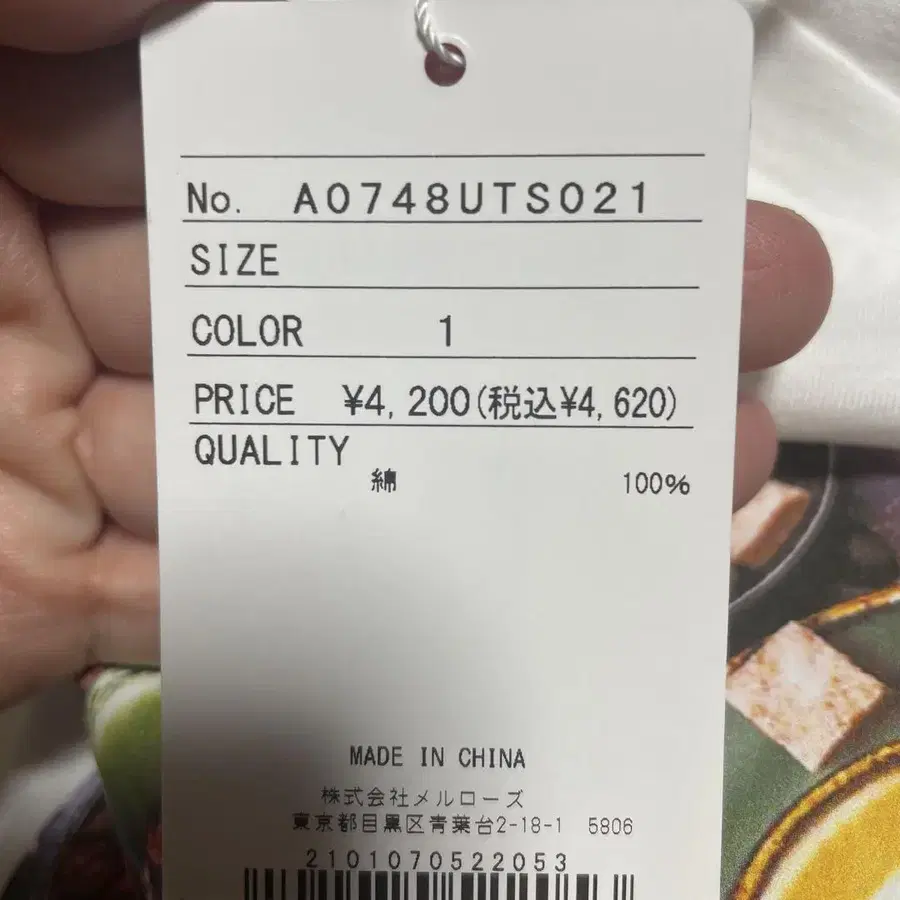 No. A0748UTS021
SIZE
COLOR 1
PRICE ¥4,200(税込¥4,620)
QUALITY
綿 100%
MADE IN CHINA
株式会社メルローズ
東京都目黒区青葉台2-18-1 5806
2101070522053